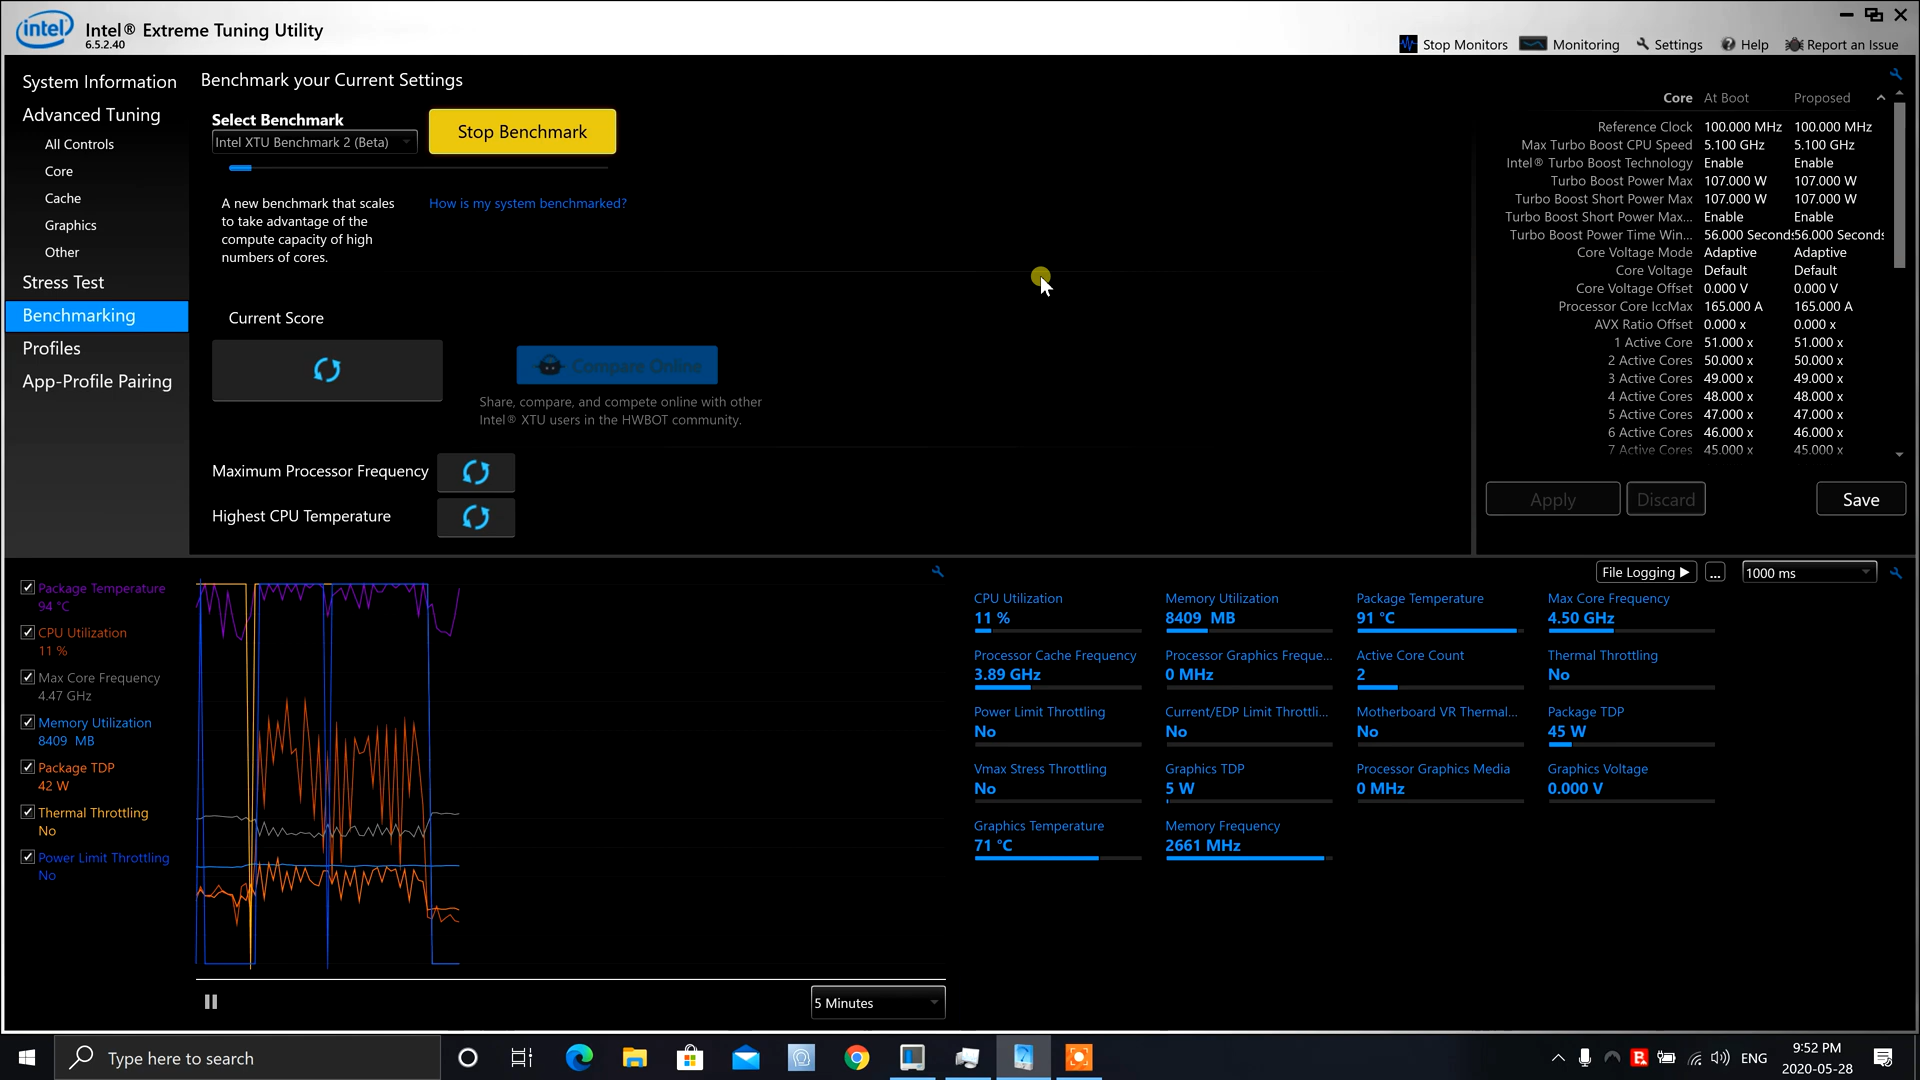 intel
Intel® Extreme Tuning Utility
6.5.2.40
Stop Monitors
Monitoring
Settings
Help
Report an Issue
System Information
Advanced Tuning
All Controls
Core
Cache
Graphics
Other
Stress Test
Benchmarking
Profiles
App-Profile Pairing
Benchmark your Current Settings
Select Benchmark
Intel XTU Benchmark 2 (Beta)
Stop Benchmark
A new benchmark that scales
to take advantage of the
compute capacity of high
numbers of cores.
How is my system benchmarked?
Current Score
Compare Online
Share, compare, and compete online with other
Intel® XTU users in the HWBOT community.
Maximum Processor Frequency
Highest CPU Temperature
Core At Boot Proposed
Reference Clock 100.000 MHz 100.000 MHz
Max Turbo Boost CPU Speed 5.100 GHz 5.100 GHz
Intel® Turbo Boost Technology Enable Enable
Turbo Boost Power Max 107.000 W 107.000 W
Turbo Boost Short Power Max 107.000 W 107.000 W
Turbo Boost Short Power Max... Enable Enable
Turbo Boost Power Time Win... 56.000 Seconds 56.000 Seconds
Core Voltage Mode Adaptive Adaptive
Core Voltage Default Default
Core Voltage Offset 0.000 V 0.000 V
Processor Core IccMax 165.000 A 165.000 A
AVX Ratio Offset 0.000 x 0.000 x
1 Active Core 51.000 x 51.000 x
2 Active Cores 50.000 x 50.000 x
3 Active Cores 49.000 x 49.000 x
4 Active Cores 48.000 x 48.000 x
5 Active Cores 47.000 x 47.000 x
6 Active Cores 46.000 x 46.000 x
7 Active Cores 45.000 x 45.000 x
Apply
Discard
Save
Package Temperature
94 °C
CPU Utilization
11 %
Max Core Frequency
4.47 GHz
Memory Utilization
8409 MB
Package TDP
42 W
Thermal Throttling
No
Power Limit Throttling
No
5 Minutes
File Logging
...
1000 ms
CPU Utilization
11 %
Memory Utilization
8409 MB
Package Temperature
91 °C
Max Core Frequency
4.50 GHz
Processor Cache Frequency
3.89 GHz
Processor Graphics Freque...
0 MHz
Active Core Count
2
Thermal Throttling
No
Power Limit Throttling
No
Current/EDP Limit Throttli...
No
Motherboard VR Thermal...
No
Package TDP
45 W
Vmax Stress Throttling
No
Graphics TDP
5 W
Processor Graphics Media
0 MHz
Graphics Voltage
0.000 V
Graphics Temperature
71 °C
Memory Frequency
2661 MHz
Type here to search
ENG
9:52 PM
2020-05-28